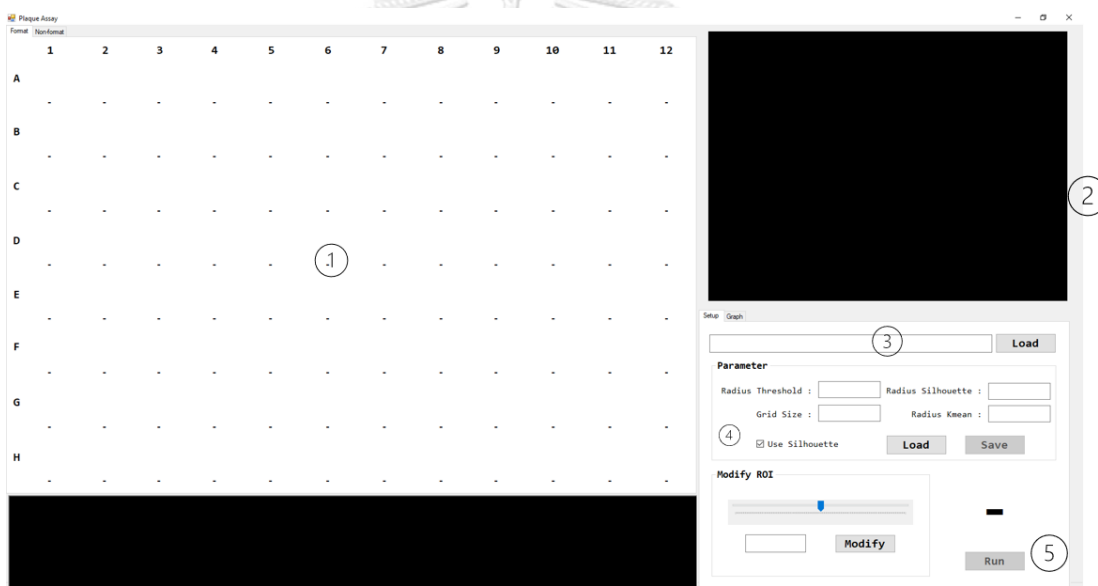 Plaque Assay
Format Non-format
1 2 3 4 5 6 7 8 9 10 11 12
A
- - - - - - - - - - - -
B
- - - - - - - - - - - -
C
- - - - - - - - - - - -
2
D
- - - - - 1 - - - - - -
E
- - - - - - - - - - - -
F
- - - - - - - - - - - -
G
- - - - - - - - - - - -
H
- - - - - - - - - - - -
Setup Graph
3 Load
Parameter
Radius Threshold : Radius Silhouette :
Grid Size : Radius Kmean :
4 Use Silhouette Load Save
Modify ROI
-
Modify
Run 5